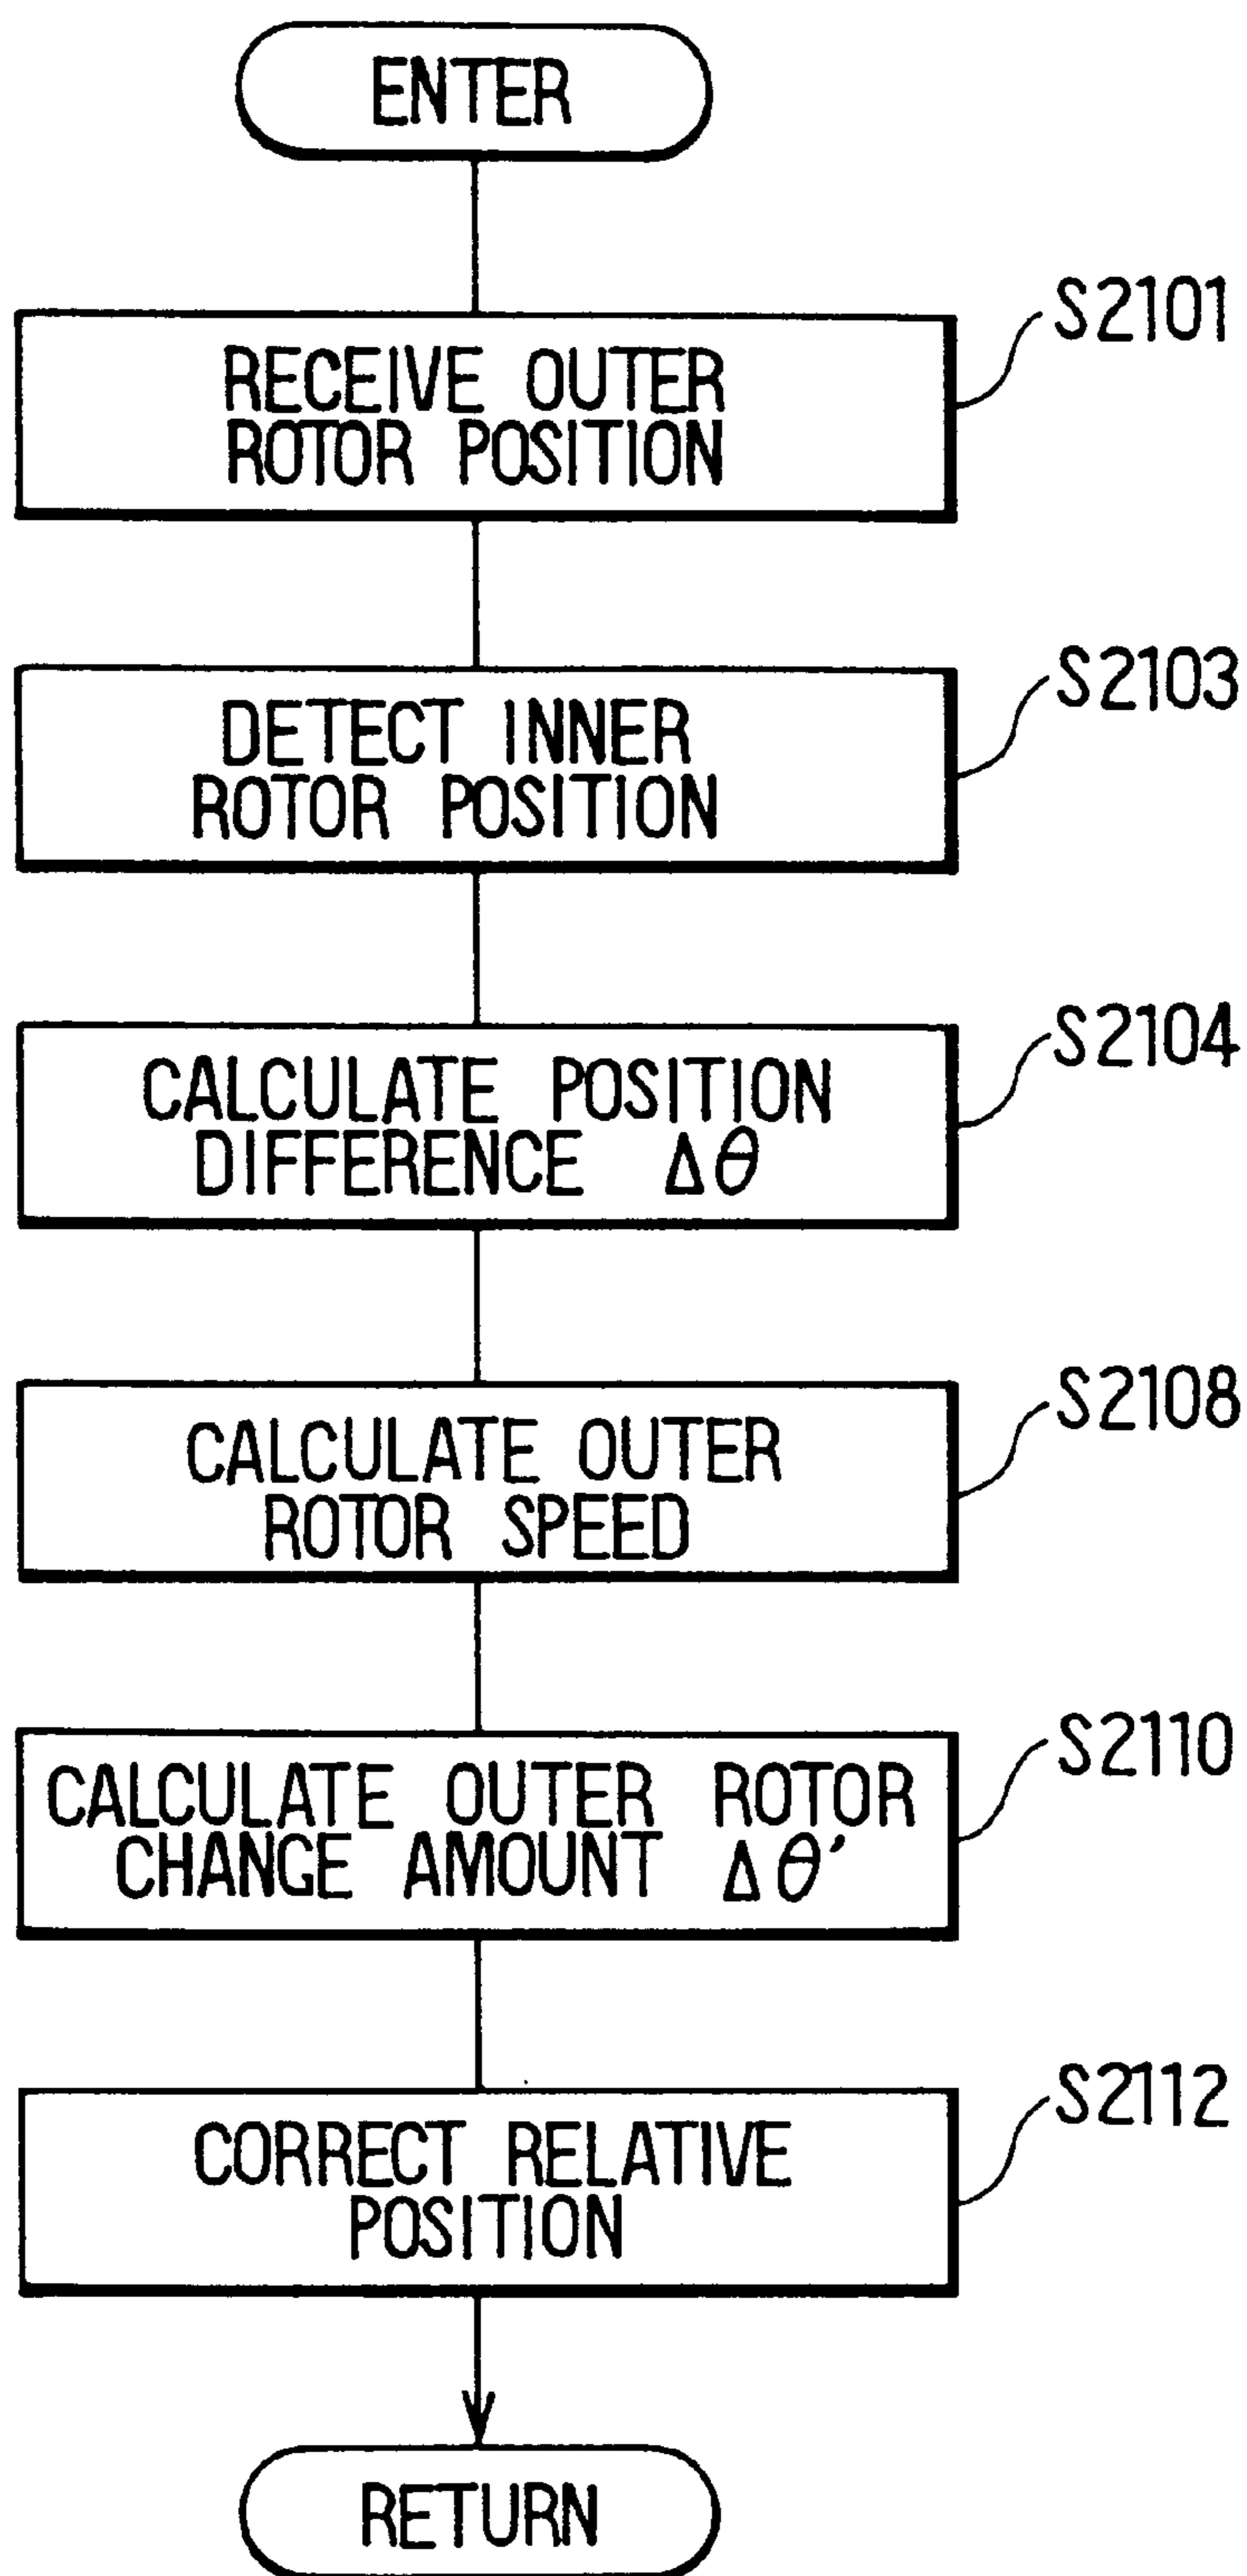 ENTER
S2101
RECEIVE OUTER
ROTOR POSITION
S2103
DETECT INNER
ROTOR POSITION
S2104
CALCULATE POSITION
DIFFERENCE Δθ
S2108
CALCULATE OUTER
ROTOR SPEED
S2110
CALCULATE OUTER ROTOR
CHANGE AMOUNT Δθ'
S2112
CORRECT RELATIVE
POSITION
RETURN